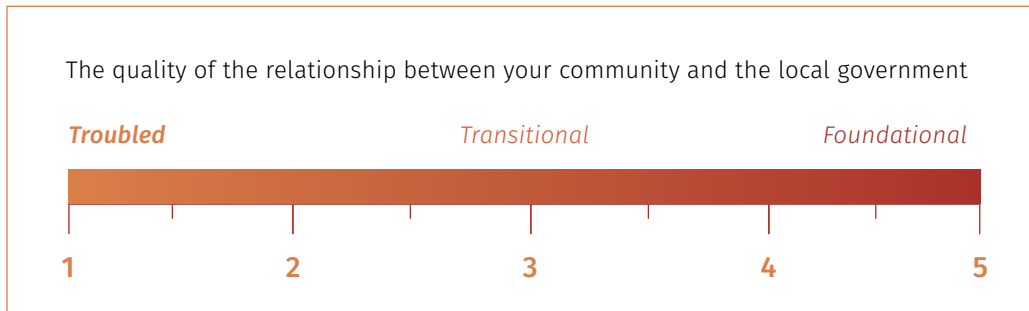 The quality of the relationship between your community and the local government
Troubled Transitional Foundational
1 2 3 4 5